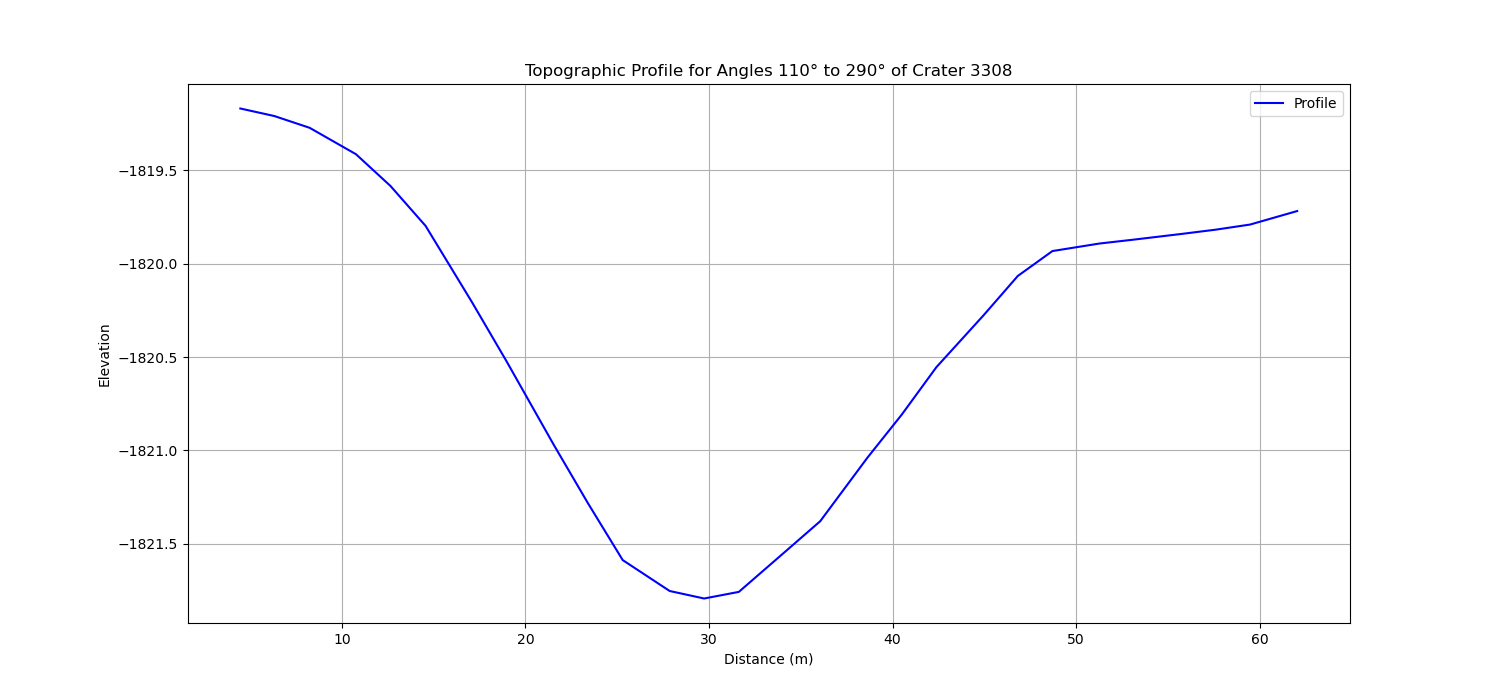 Topographic Profile for Angles 110° to 290° of Crater 3308
Profile
−1819.5
−1820.0
−1820.5
−1821.0
−1821.5
Elevation
10 20 30 40 50 60
Distance (m)